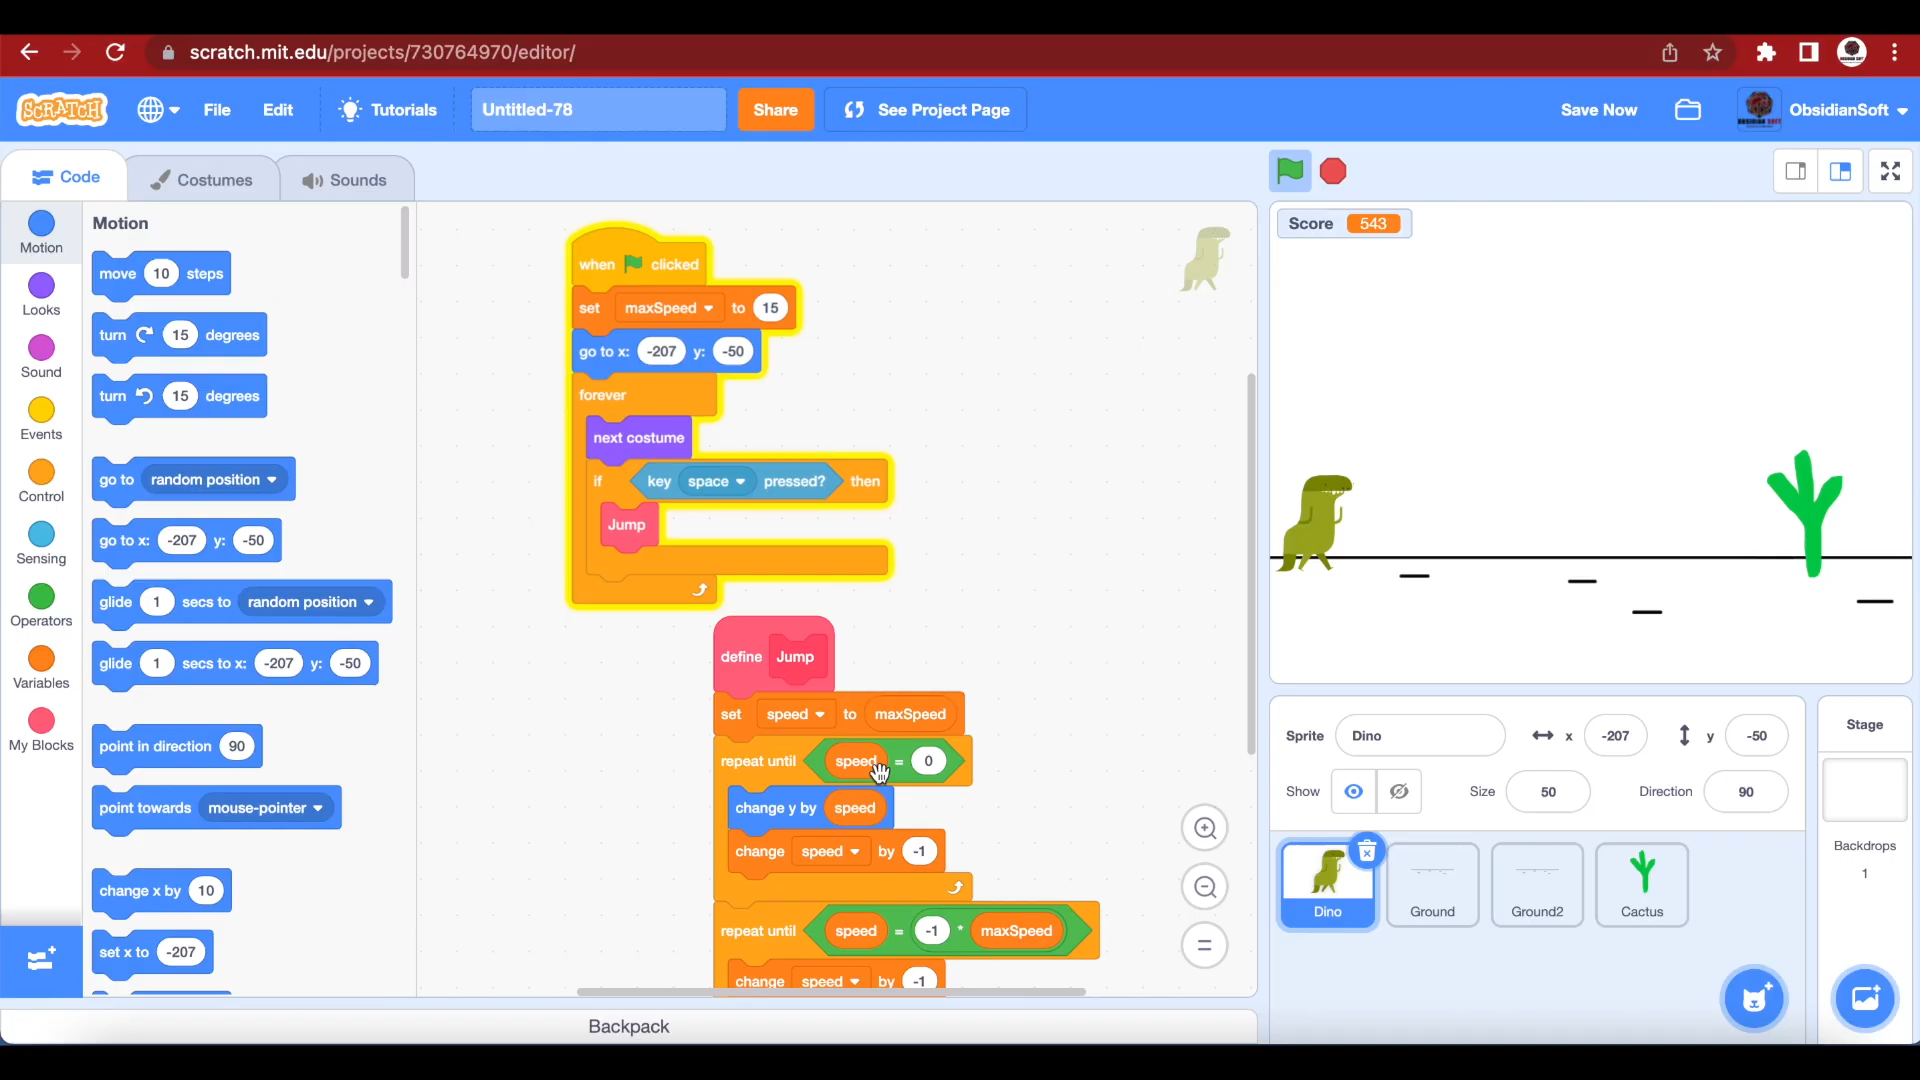 scratch.mit.edu/projects/730764970/editor/
SCRATCH
File
Edit
Tutorials
Untitled-78
Share
See Project Page
Save Now
ObsidianSoft
Code
Costumes
Sounds
Motion
Looks
Sound
Events
Control
Sensing
Operators
Variables
My Blocks
Motion
move 10 steps
turn 15 degrees
turn 15 degrees
go to random position
go to x: -207 y: -50
glide 1 secs to random position
glide 1 secs to x: -207 y: -50
point in direction 90
point towards mouse-pointer
change x by 10
set x to -207
when clicked
set maxSpeed to 15
go to x: -207 y: -50
forever
next costume
if key space pressed? then
Jump
define Jump
set speed to maxSpeed
repeat until speed = 0
change y by speed
change speed by -1
repeat until speed = -1 * maxSpeed
change speed by -1
Backpack
Score 543
Sprite Dino x -207 y -50
Show Size 50 Direction 90
Dino
Ground
Ground2
Cactus
Stage
Backdrops
1